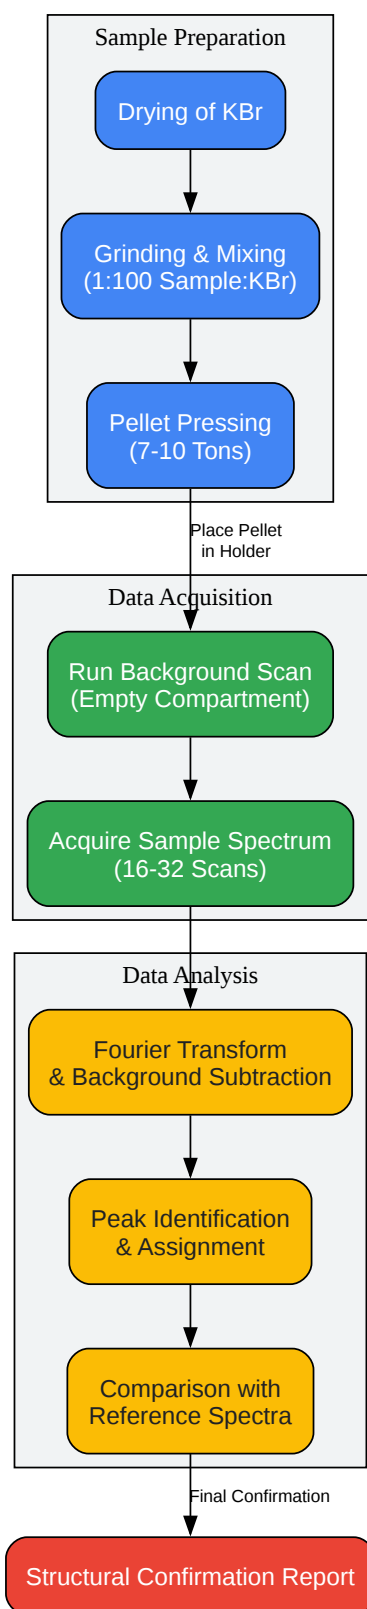 Sample Preparation
Drying of KBr
Grinding & Mixing
(1:100 Sample:KBr)
Pellet Pressing
(7-10 Tons)
Place Pellet
in Holder
Data Acquisition
Run Background Scan
(Empty Compartment)
Acquire Sample Spectrum
(16-32 Scans)
Data Analysis
Fourier Transform
& Background Subtraction
Peak Identification
& Assignment
Comparison with
Reference Spectra
Final Confirmation
Structural Confirmation Report